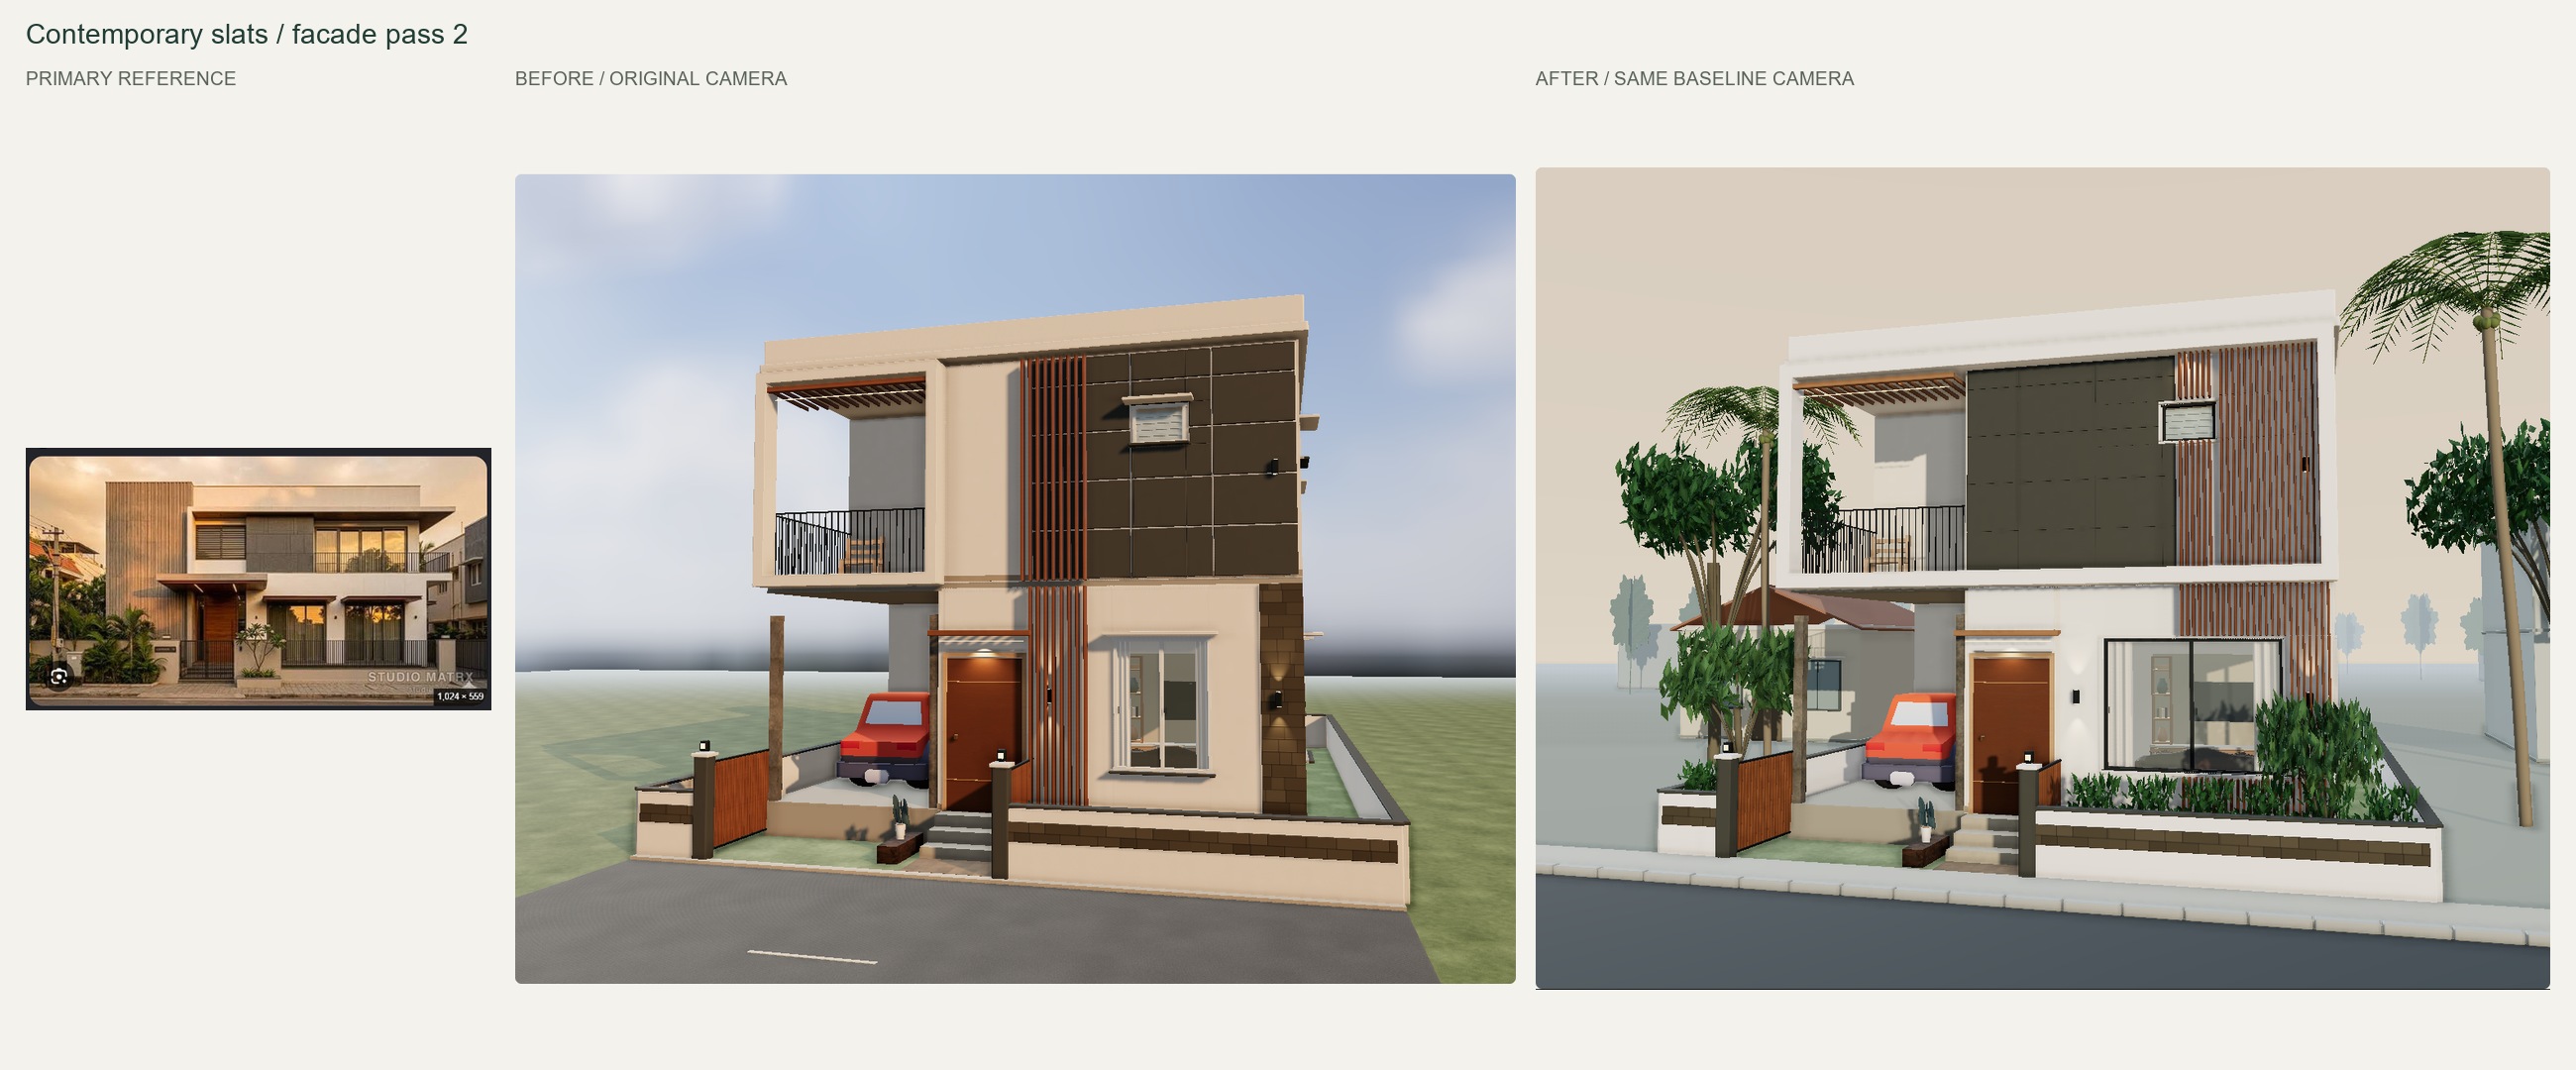 Contemporary slats / facade pass 2
PRIMARY REFERENCE
BEFORE / ORIGINAL CAMERA
AFTER / SAME BASELINE CAMERA
STUDIO MATRX
1,024 × 559